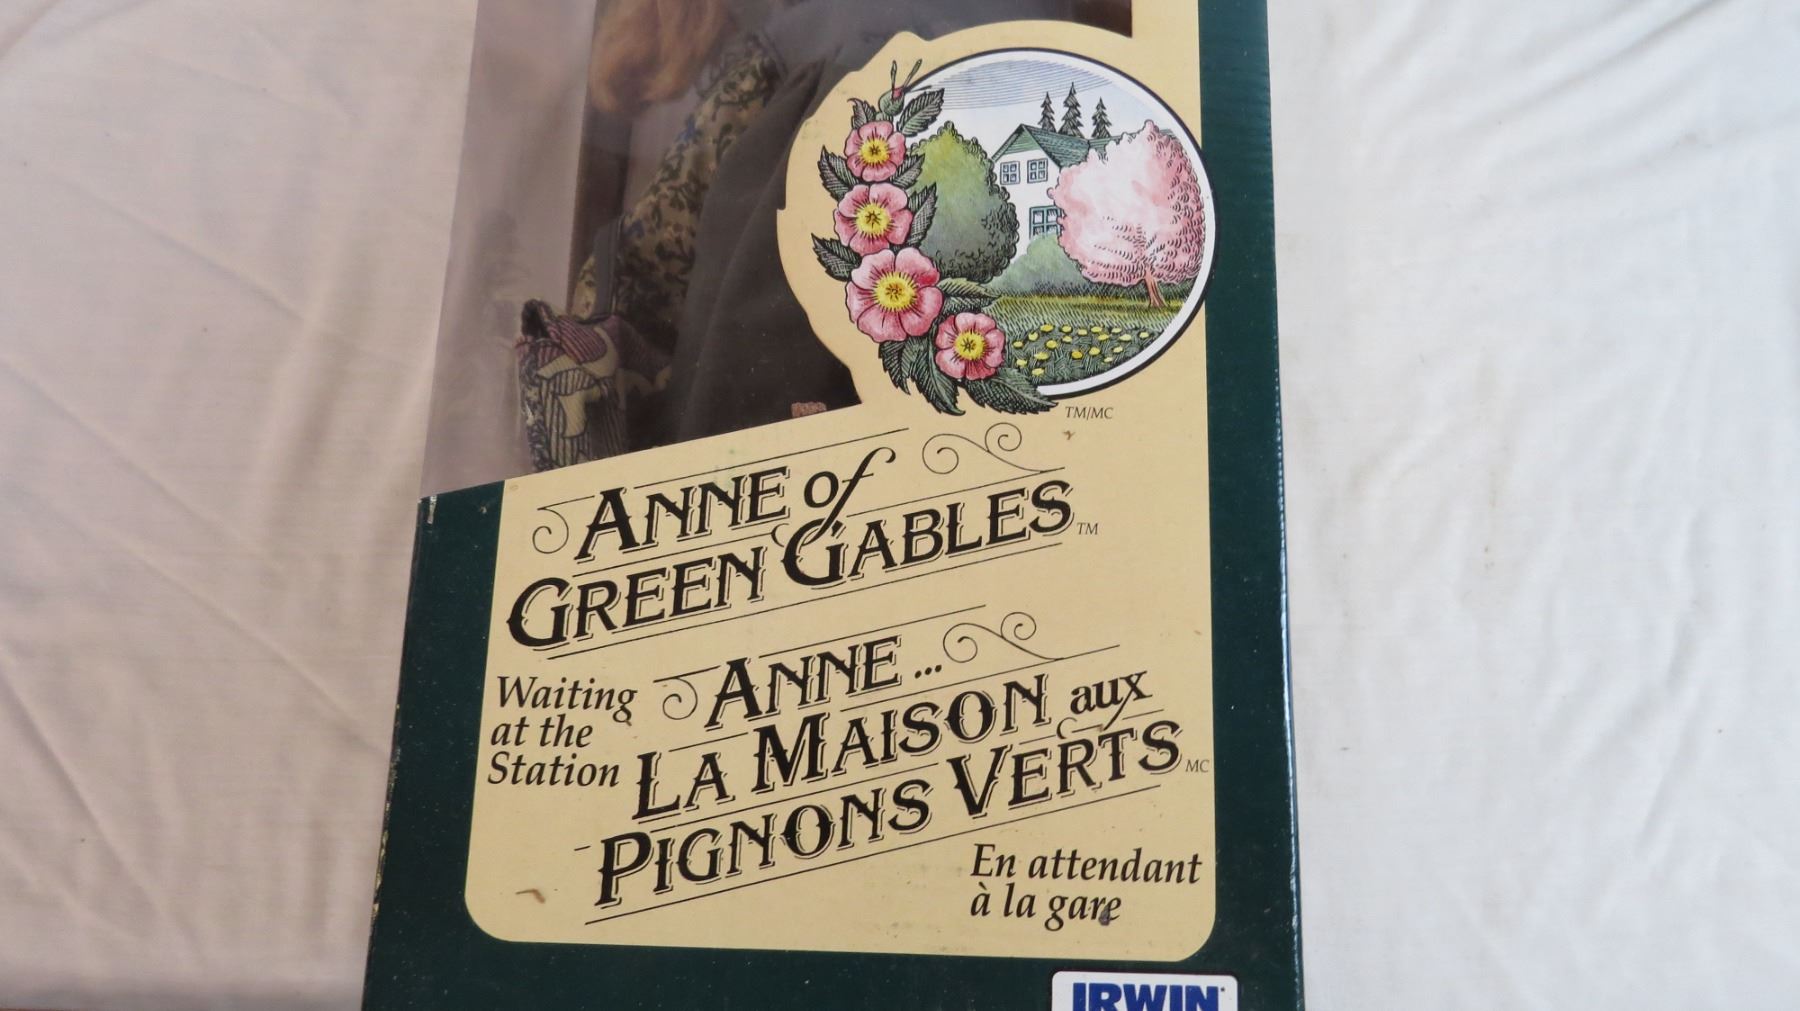 TM/MC
ANNE of
GREEN GABLES TM
Waiting
at the
Station
ANNE...
LA MAISON aux
PIGNONS VERTS MC
En attendant
à la gare
IRWIN